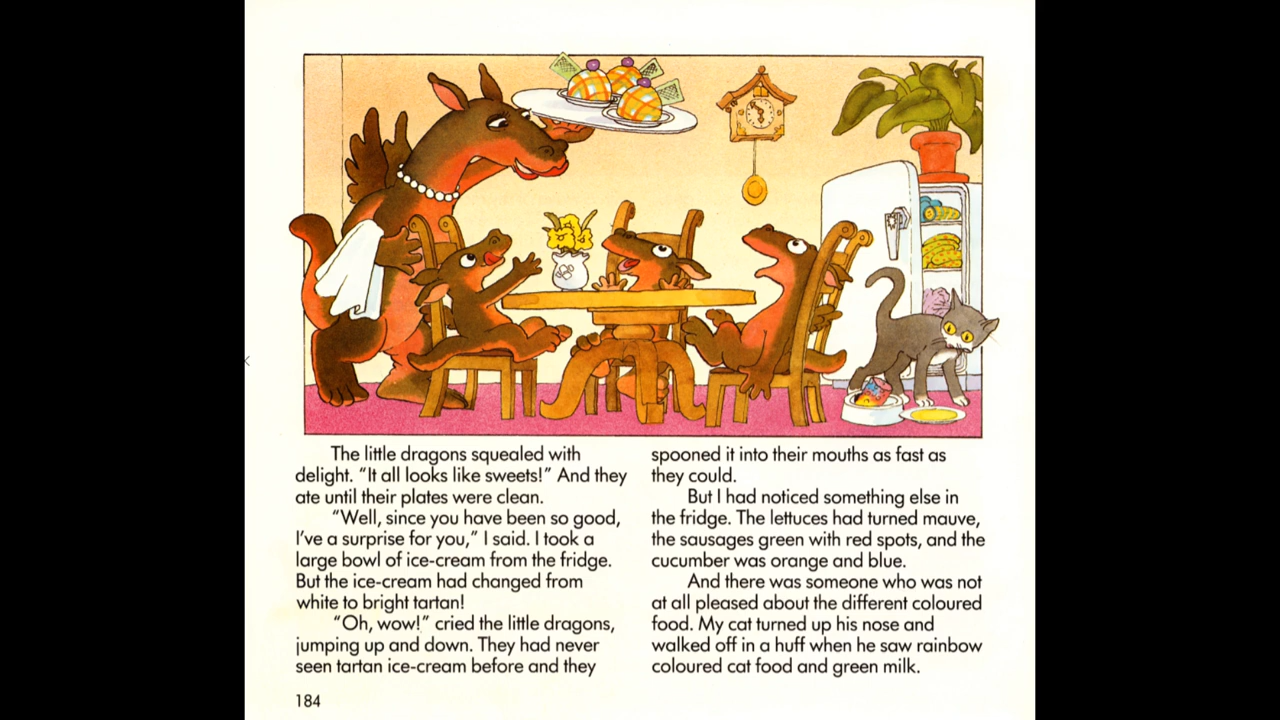 The little dragons squealed with
delight. “It all looks like sweets!” And they
ate until their plates were clean.
“Well, since you have been so good,
I’ve a surprise for you,” I said. I took a
large bowl of ice-cream from the fridge.
But the ice-cream had changed from
white to bright tartan!
“Oh, wow!” cried the little dragons,
jumping up and down. They had never
seen tartan ice-cream before and they
spooned it into their mouths as fast as
they could.
But I had noticed something else in
the fridge. The lettuces had turned mauve,
the sausages green with red spots, and the
cucumber was orange and blue.
And there was someone who was not
at all pleased about the different coloured
food. My cat turned up his nose and
walked off in a huff when he saw rainbow
coloured cat food and green milk.
184